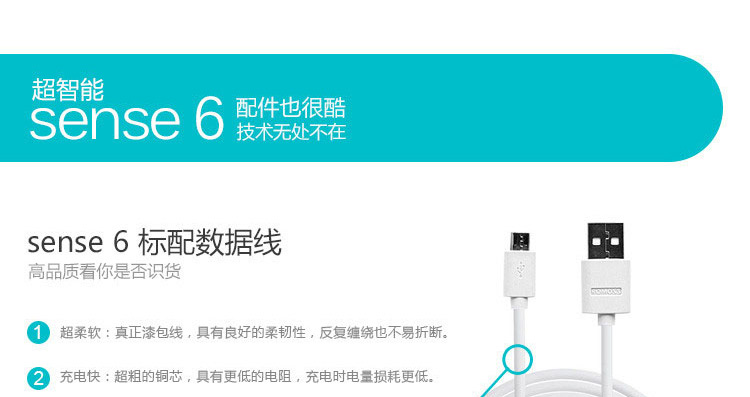 超智能
sense 6
配件也很酷
技术无处不在
sense 6 标配数据线
高品质看你是否识货
1 超柔软：真正漆包线，具有良好的柔韧性，反复缠绕也不易折断。
2 充电快：超粗的铜芯，具有更低的电阻，充电时电量损耗更低。
ROMOSS